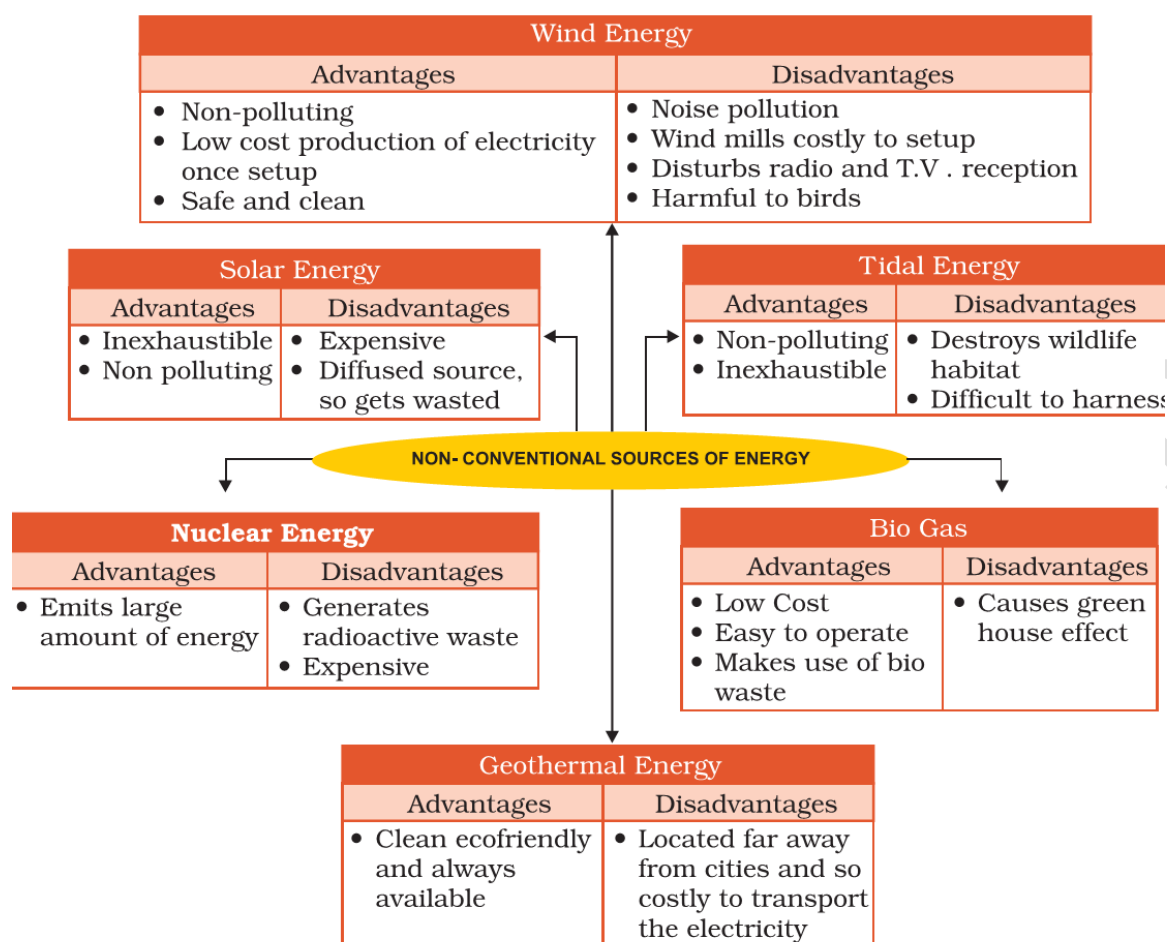 Wind Energy
Advantages
Disadvantages
• Non-polluting
• Low cost production of electricity
once setup
• Safe and clean
• Noise pollution
• Wind mills costly to setup
• Disturbs radio and T.V . reception
• Harmful to birds
Solar Energy
Advantages
Disadvantages
• Inexhaustible
• Non polluting
• Expensive
• Diffused source,
so gets wasted
Tidal Energy
Advantages
Disadvantages
• Non-polluting
• Inexhaustible
• Destroys wildlife
habitat
• Difficult to harness
NON- CONVENTIONAL SOURCES OF ENERGY
Nuclear Energy
Advantages
Disadvantages
• Emits large
amount of energy
• Generates
radioactive waste
• Expensive
Bio Gas
Advantages
Disadvantages
• Low Cost
• Easy to operate
• Makes use of bio
waste
• Causes green
house effect
Geothermal Energy
Advantages
Disadvantages
• Clean ecofriendly
and always
available
• Located far away
from cities and so
costly to transport
the electricity